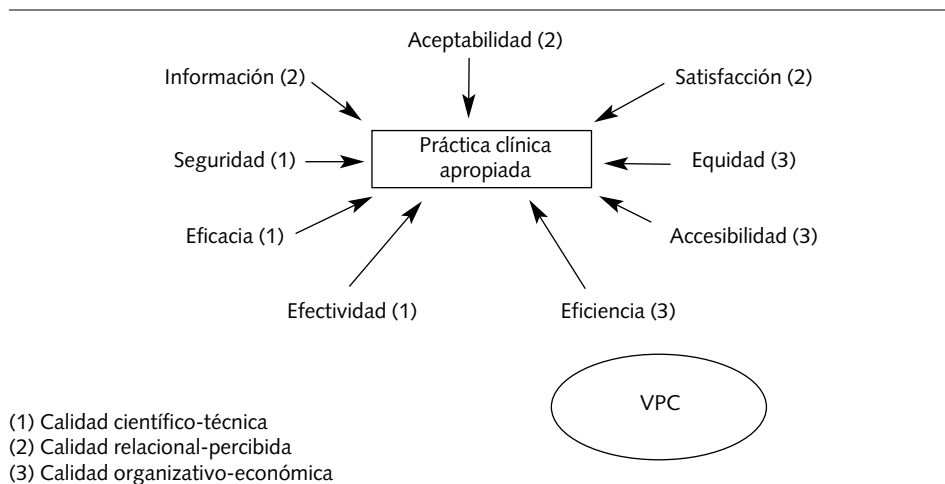 Aceptabilidad (2)
Información (2)
Satisfacción (2)
Práctica clínica
apropiada
Seguridad (1)
Equidad (3)
Eficacia (1)
Accesibilidad (3)
Efectividad (1)
Eficiencia (3)
VPC
(1) Calidad científico-técnica
(2) Calidad relacional-percibida
(3) Calidad organizativo-económica